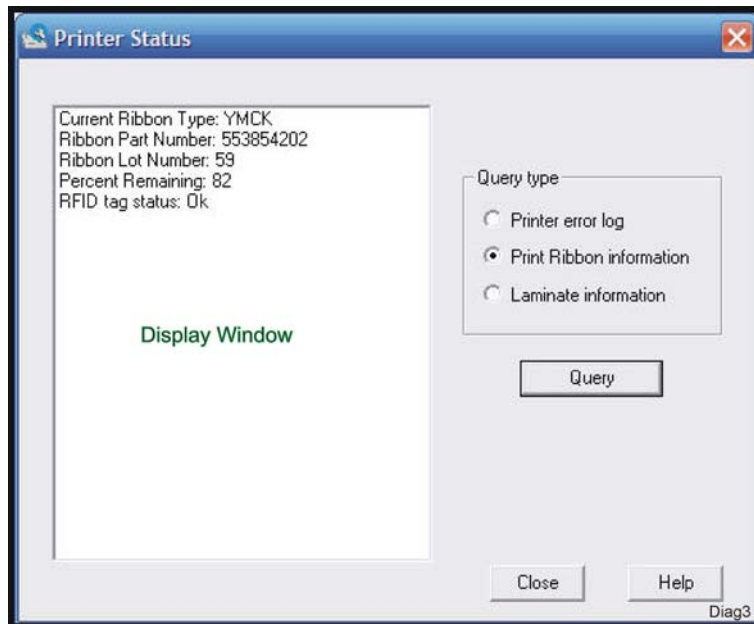 Printer Status
Current Ribbon Type: YMCK
Ribbon Part Number: 553854202
Ribbon Lot Number: 59
Percent Remaining: 82
RFID tag status: Ok
Display Window
Query type
Printer error log
Print Ribbon information
Laminate information
Query
Close
Help
Diag3